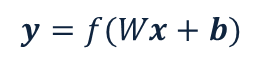 y = f(Wx + b)